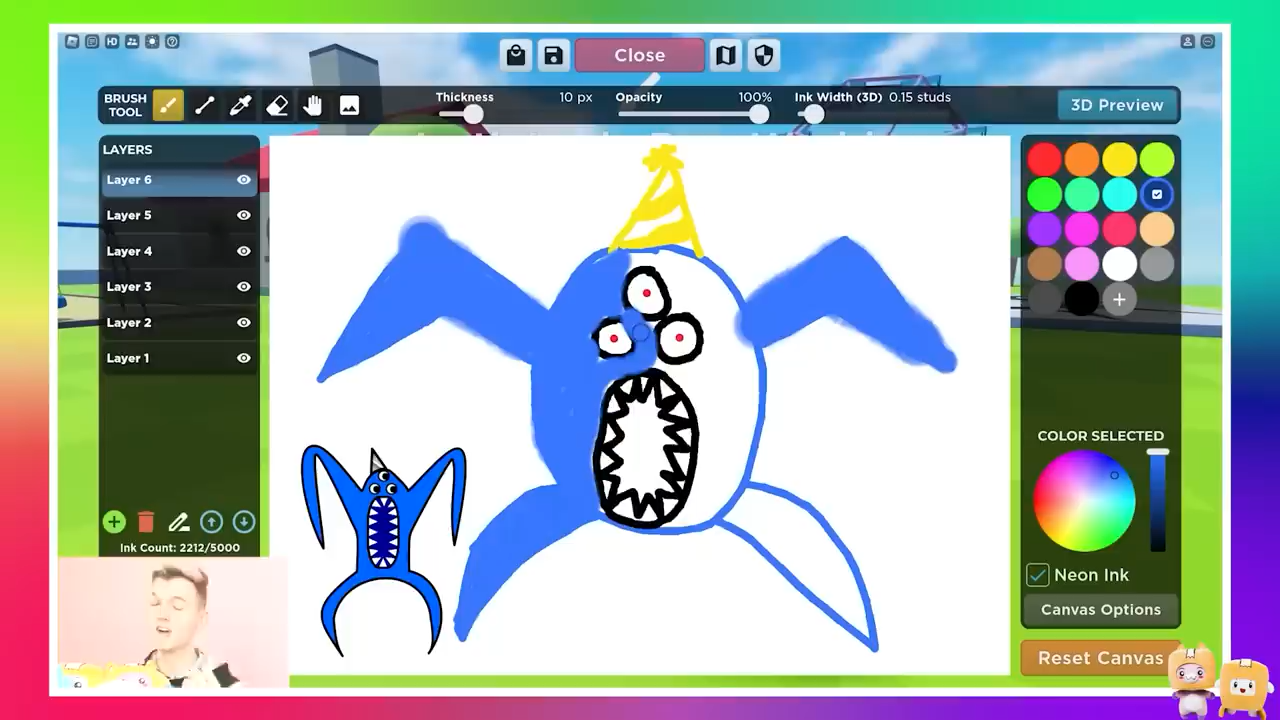 HD
Close
BRUSH
TOOL
Thickness
10 px
Opacity
100%
Ink Width (3D)
0.15 studs
3D Preview
LAYERS
Layer 6
Layer 5
Layer 4
Layer 3
Layer 2
Layer 1
Ink Count: 2212/5000
COLOR SELECTED
Neon Ink
Canvas Options
Reset Canvas